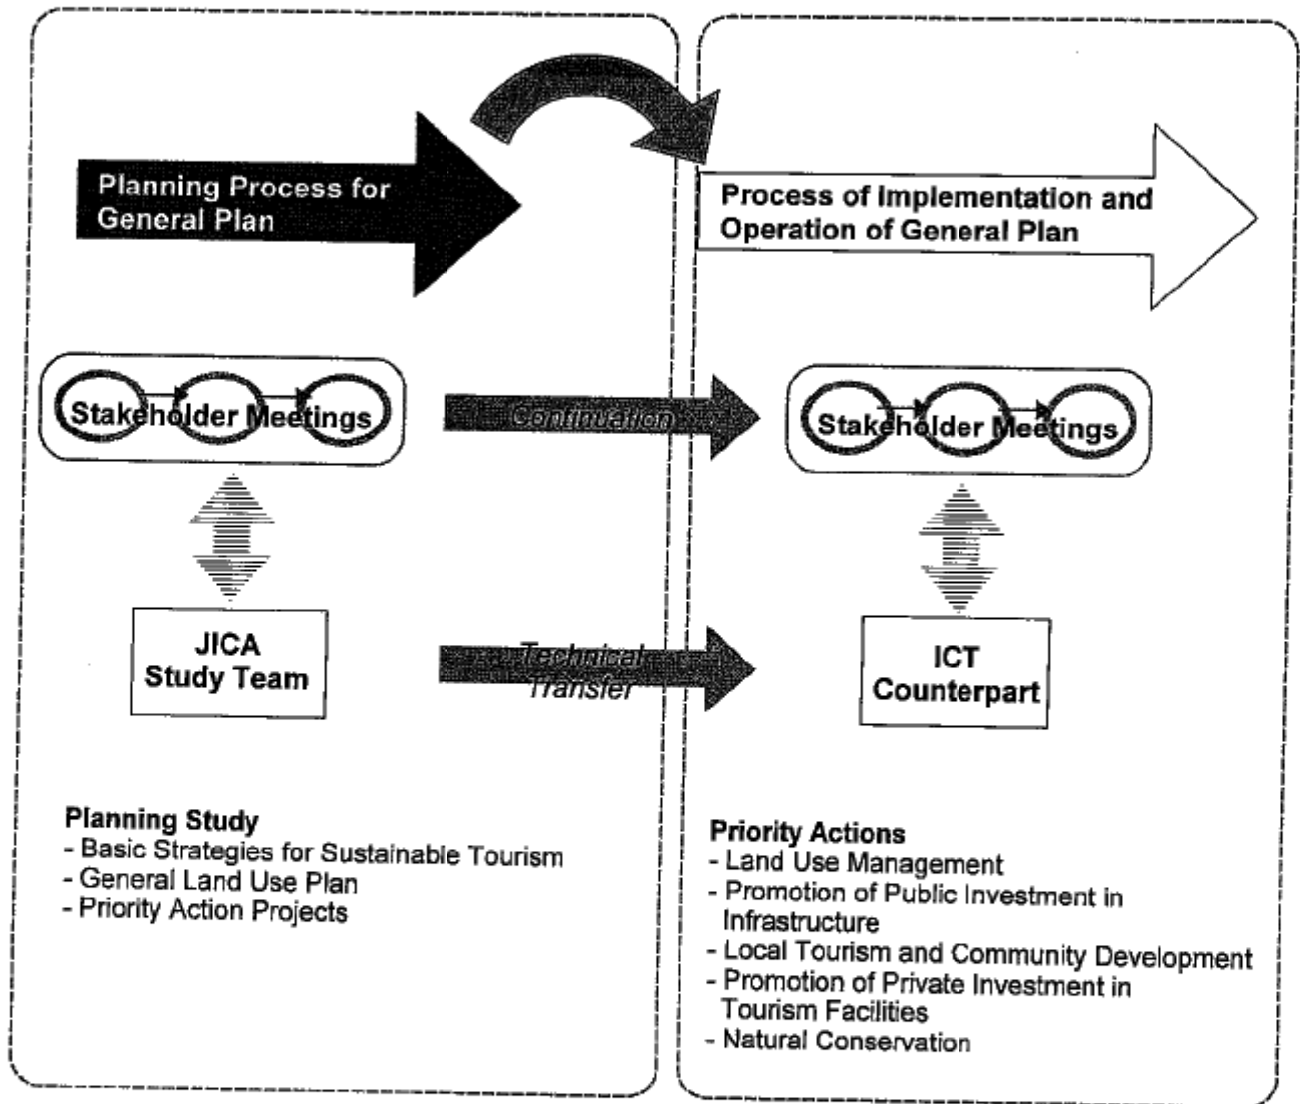 Planning Process for
General Plan
Process of Implementation and
Operation of General Plan
Stakeholder Meetings
Continuation
Stakeholder Meetings
JICA
Study Team
Technical
Transfer
ICT
Counterpart
Planning Study
- Basic Strategies for Sustainable Tourism
- General Land Use Plan
- Priority Action Projects
Priority Actions
- Land Use Management
- Promotion of Public Investment in
Infrastructure
- Local Tourism and Community Development
- Promotion of Private Investment in
Tourism Facilities
- Natural Conservation